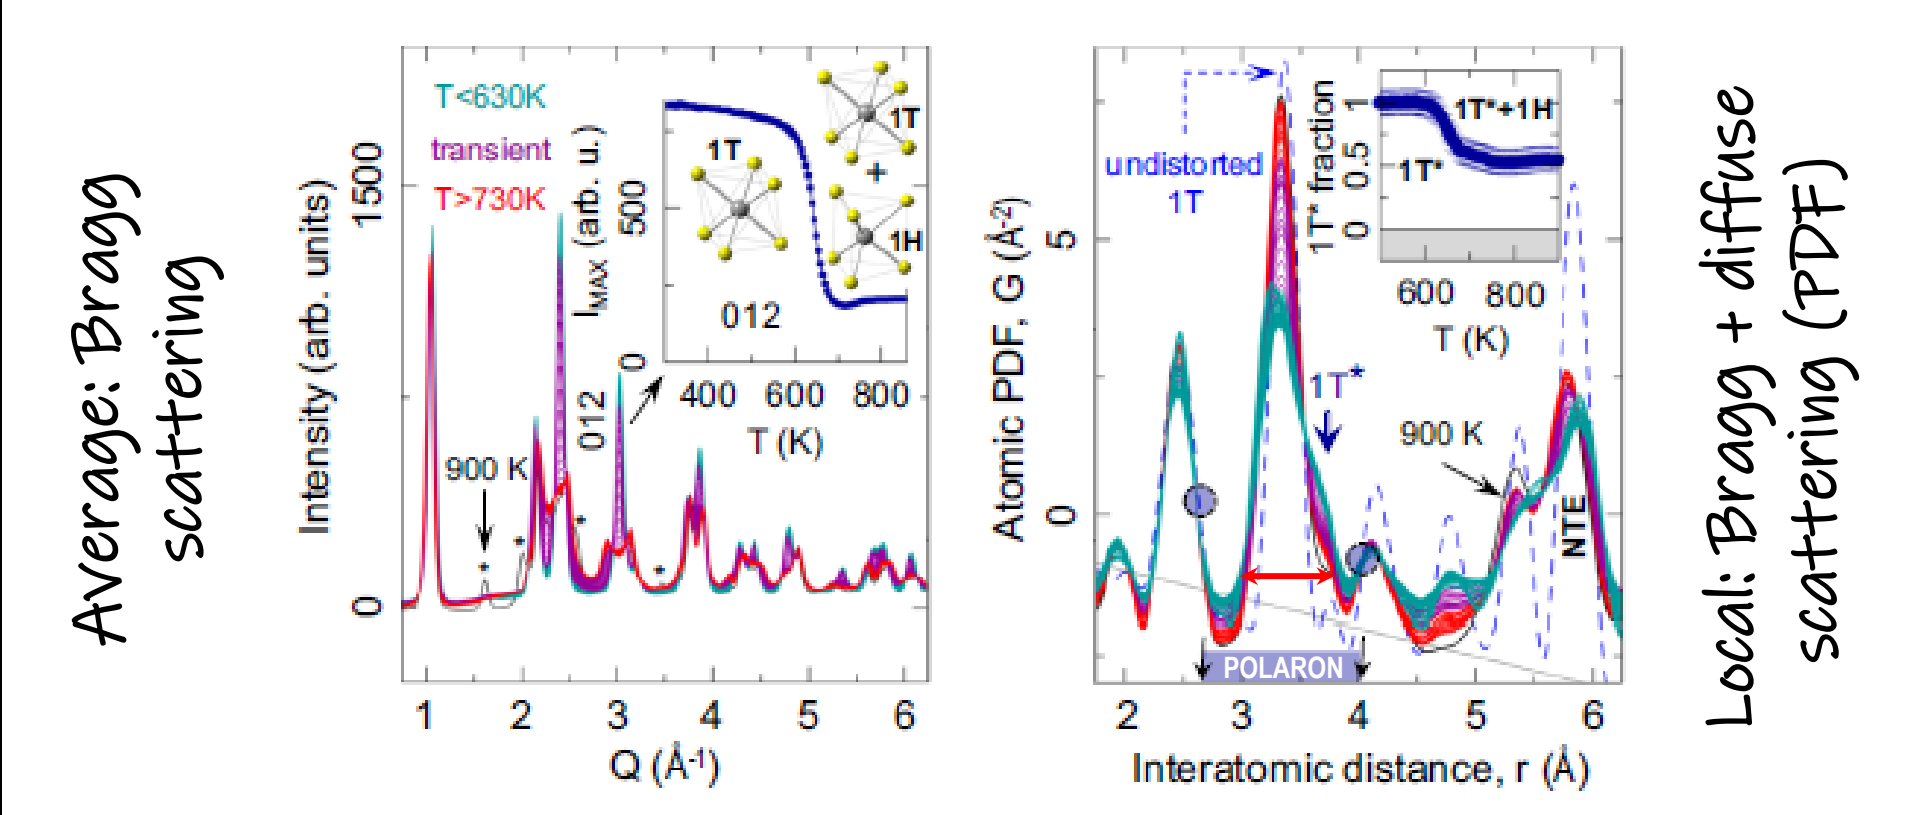 Average: Bragg
scattering
T<630K
transient
T>730K
Intensity (arb. units)
1500
0
900 K
*
*
*
*
012
1 2 3 4 5 6
Q (Å-1)
IMAX (arb. u.)
500
0
1T
1T
+
1H
012
400 600 800
T (K)
undistorted
1T
Atomic PDF, G (Å-2)
5
0
1T*
900 K
NTE
POLARON
2 3 4 5 6
Interatomic distance, r (Å)
1T* fraction
1
0.5
0
1T*+1H
1T*
600 800
T (K)
Local: Bragg + diffuse
scattering (PDF)